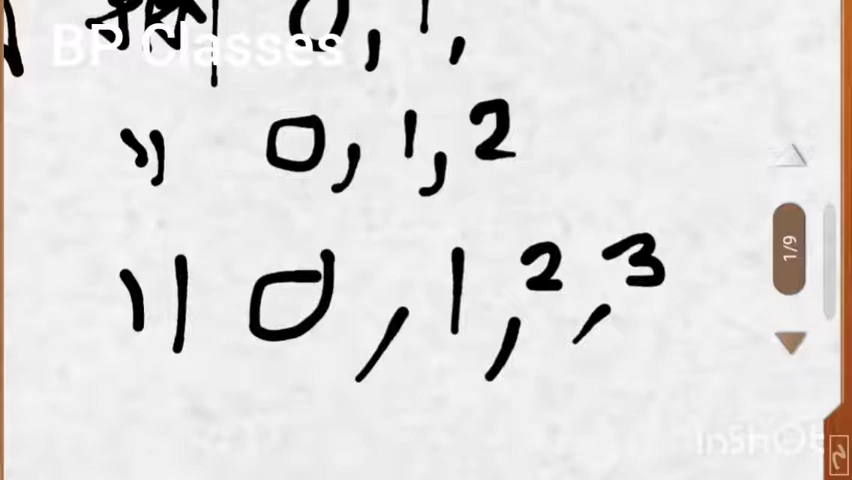 BP Classes
0, 1,
" 0, 1, 2
" 0, 1, 2, 3
1/9
InShOt